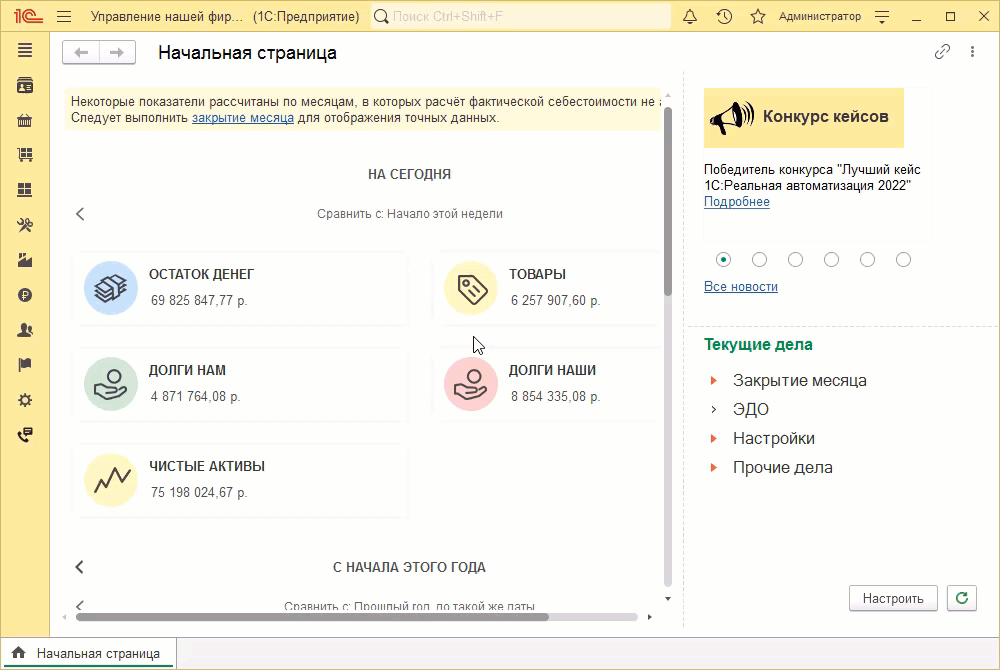 1С Управление нашей фир... (1С:Предприятие) Поиск Ctrl+Shift+F Администратор
Начальная страница
Некоторые показатели рассчитаны по месяцам, в которых расчёт фактической себестоимости не
Следует выполнить закрытие месяца для отображения точных данных.
НА СЕГОДНЯ
Сравнить с: Начало этой недели
ОСТАТОК ДЕНЕГ
69 825 847,77 р.
ТОВАРЫ
6 257 907,60 р.
ДОЛГИ НАМ
4 871 764,08 р.
ДОЛГИ НАШИ
8 854 335,08 р.
ЧИСТЫЕ АКТИВЫ
75 198 024,67 р.
С НАЧАЛА ЭТОГО ГОДА
Сравнить с: Прошлый год, по такой же даты
Конкурс кейсов
Победитель конкурса "Лучший кейс
1С:Реальная автоматизация 2022"
Подробнее
Все новости
Текущие дела
Закрытие месяца
ЭДО
Настройки
Прочие дела
Настроить
Начальная страница